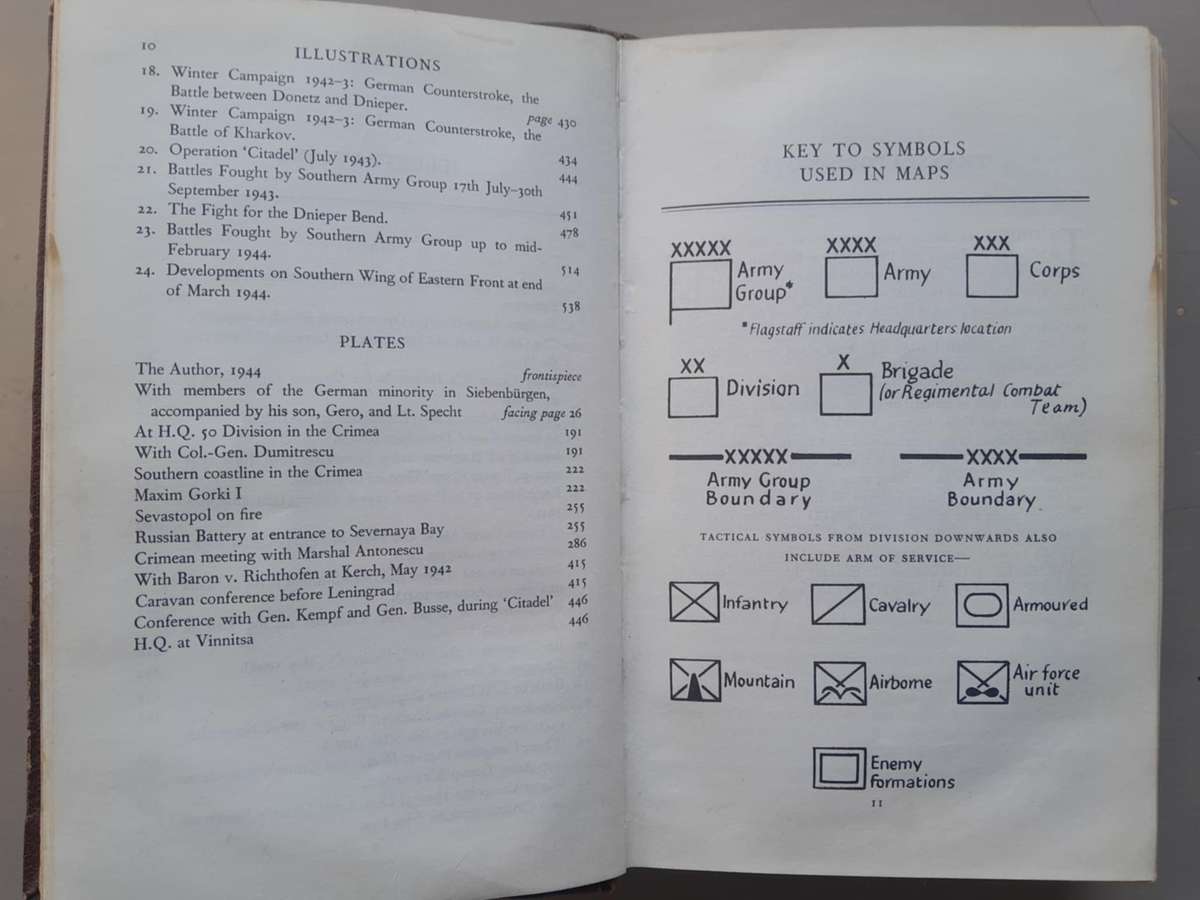 10
ILLUSTRATIONS
18. Winter Campaign 1942–3: German Counterstroke, the
Battle between Donetz and Dnieper. page 430
19. Winter Campaign 1942–3: German Counterstroke, the
Battle of Kharkov. 434
20. Operation 'Citadel' (July 1943). 444
21. Battles Fought by Southern Army Group 17th July–30th
September 1943. 451
22. The Fight for the Dnieper Bend. 478
23. Battles Fought by Southern Army Group up to mid-
February 1944. 514
24. Developments on Southern Wing of Eastern Front at end
of March 1944. 538
PLATES
The Author, 1944 frontispiece
With members of the German minority in Siebenbürgen,
accompanied by his son, Gero, and Lt. Specht facing page 26
At H.Q. 50 Division in the Crimea 191
With Col.-Gen. Dumitrescu 191
Southern coastline in the Crimea 222
Maxim Gorki I 222
Sevastopol on fire 255
Russian Battery at entrance to Severnaya Bay 255
Crimean meeting with Marshal Antonescu 286
With Baron v. Richthofen at Kerch, May 1942 415
Caravan conference before Leningrad 415
Conference with Gen. Kempf and Gen. Busse, during 'Citadel' 446
H.Q. at Vinnitsa 446
KEY TO SYMBOLS
USED IN MAPS
XXXXX XXXX XXX
Army Group* Army Corps
*Flagstaff indicates Headquarters location
XX X
Division Brigade
(or Regimental Combat
Team)
XXXXX XXXX
Army Group Army
Boundary Boundary
TACTICAL SYMBOLS FROM DIVISION DOWNWARDS ALSO
INCLUDE ARM OF SERVICE—
Infantry Cavalry Armoured
Mountain Airborne Air force
unit
Enemy
formations
11